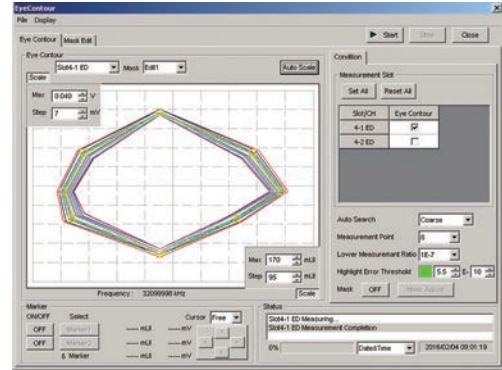 EyeContour
File Display
Start Stop Close
Eye Contour Mask Edit
Eye Contour
Slot4-1 ED Mask Edit1 Auto Scale
Scale
Max 0.040 V
Step 7 mV
Max 170 mUI
Step 95 mUI
Frequency: 32099998 kHz Scale
Condition
Measurement Slot
Set All Reset All
Slot/CH Eye Contour
4-1 ED
4-2 ED
Auto Search Coarse
Measurement Point 8
Lower Measurement Ratio 1E-7
Highlight Error Threshold 5.5 E- 10
Mask OFF Mask Adjust
Marker
ON/OFF Select Cursor Free
OFF Marker1 ---- mUI ---- mV
OFF Marker2 ---- mUI ---- mV
& Marker ---- mUI ---- mV
Status
Slot4-1 ED Measuring...
Slot4-1 ED Measurement Completion
0% Date&Time 2016/02/04 09:01:19